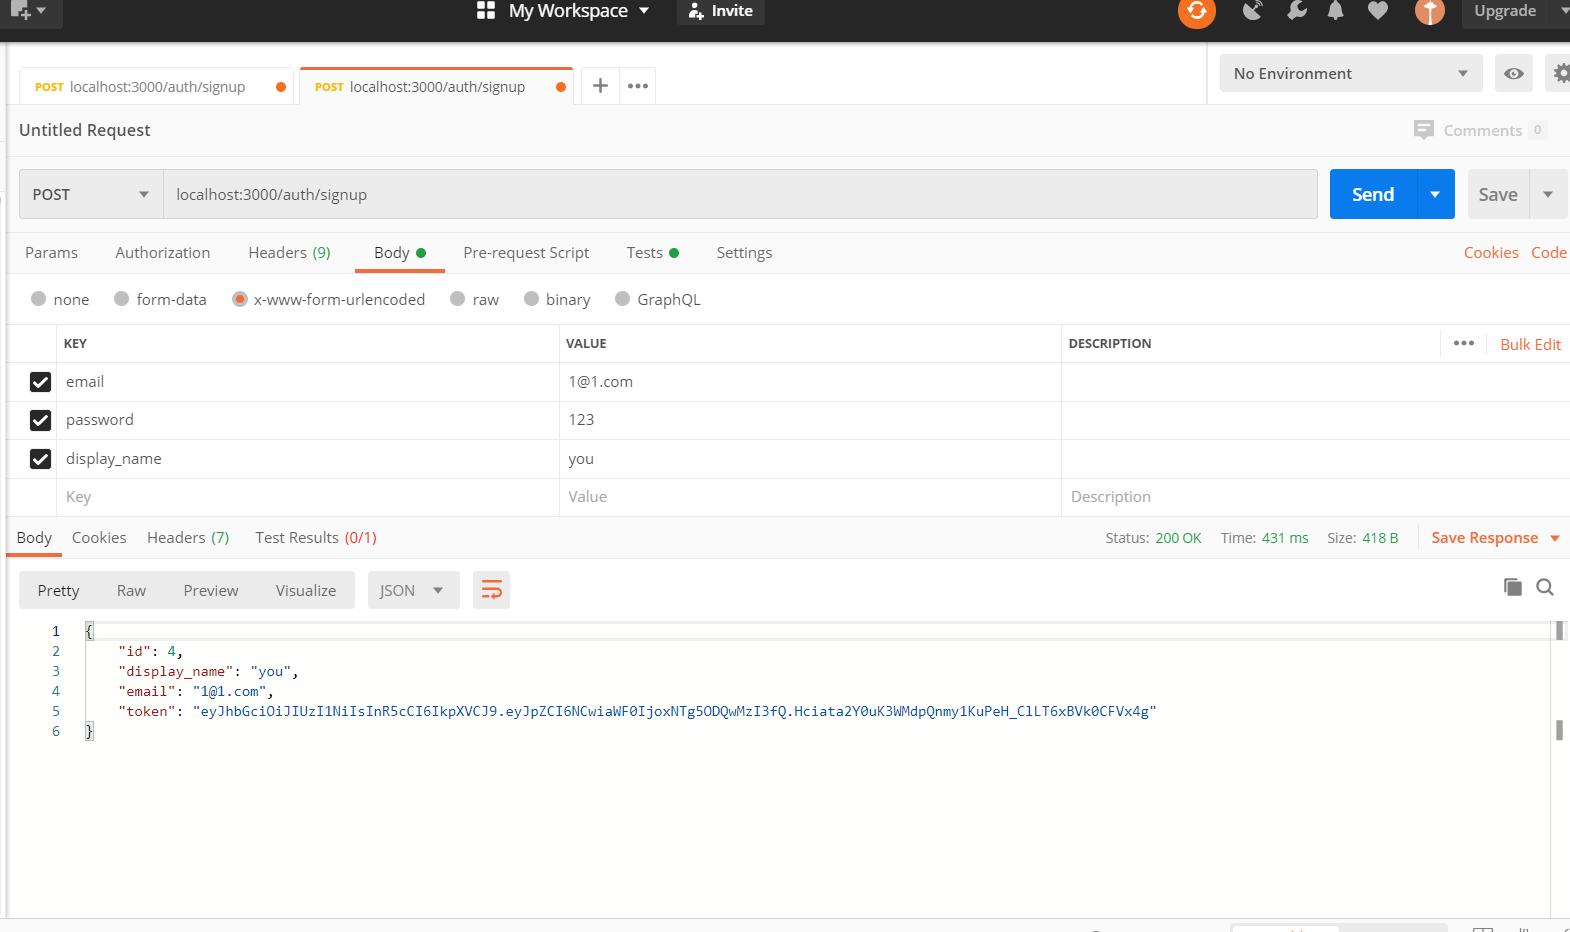 My Workspace Invite Upgrade
POST localhost:3000/auth/signup POST localhost:3000/auth/signup No Environment
Untitled Request Comments 0
POST localhost:3000/auth/signup Send Save
Params Authorization Headers (9) Body Pre-request Script Tests Settings Cookies Code
none form-data x-www-form-urlencoded raw binary GraphQL
KEY VALUE DESCRIPTION Bulk Edit
email 1@1.com
password 123
display_name you
Key Value Description
Body Cookies Headers (7) Test Results (0/1) Status: 200 OK Time: 431 ms Size: 418 B Save Response
Pretty Raw Preview Visualize JSON
1 {
2 "id": 4,
3 "display_name": "you",
4 "email": "1@1.com",
5 "token": "eyJhbGciOiJIUzI1NiIsInR5cCI6IkpXVCJ9.eyJpZCI6NCwiaWF0IjoxNTg5ODQwMzI3fQ.Hciata2Y0uK3WMdpQnmy1KuPeH_ClLT6xBVk0CFVx4g"
6 }